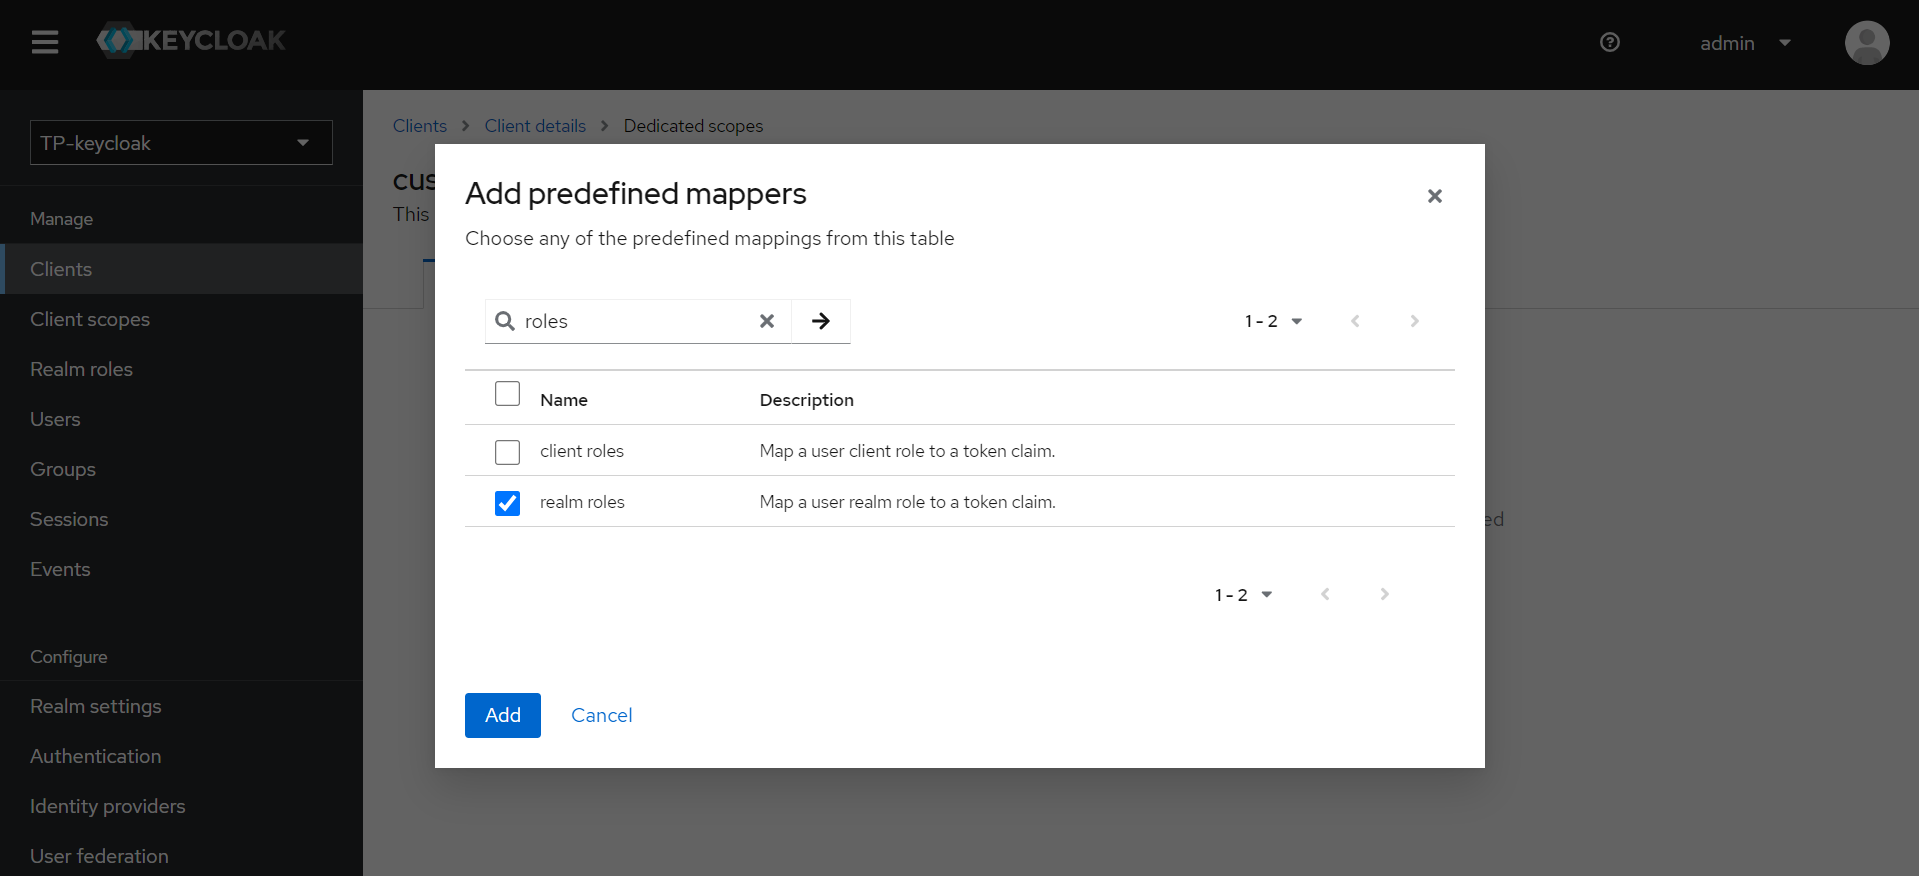 KEYCLOAK
admin
TP-keycloak
Manage
Clients
Client scopes
Realm roles
Users
Groups
Sessions
Events
Configure
Realm settings
Authentication
Identity providers
User federation
Clients > Client details > Dedicated scopes
This
Add predefined mappers
Choose any of the predefined mappings from this table
roles
1 - 2
Name Description
client roles Map a user client role to a token claim.
realm roles Map a user realm role to a token claim.
1 - 2
Add Cancel